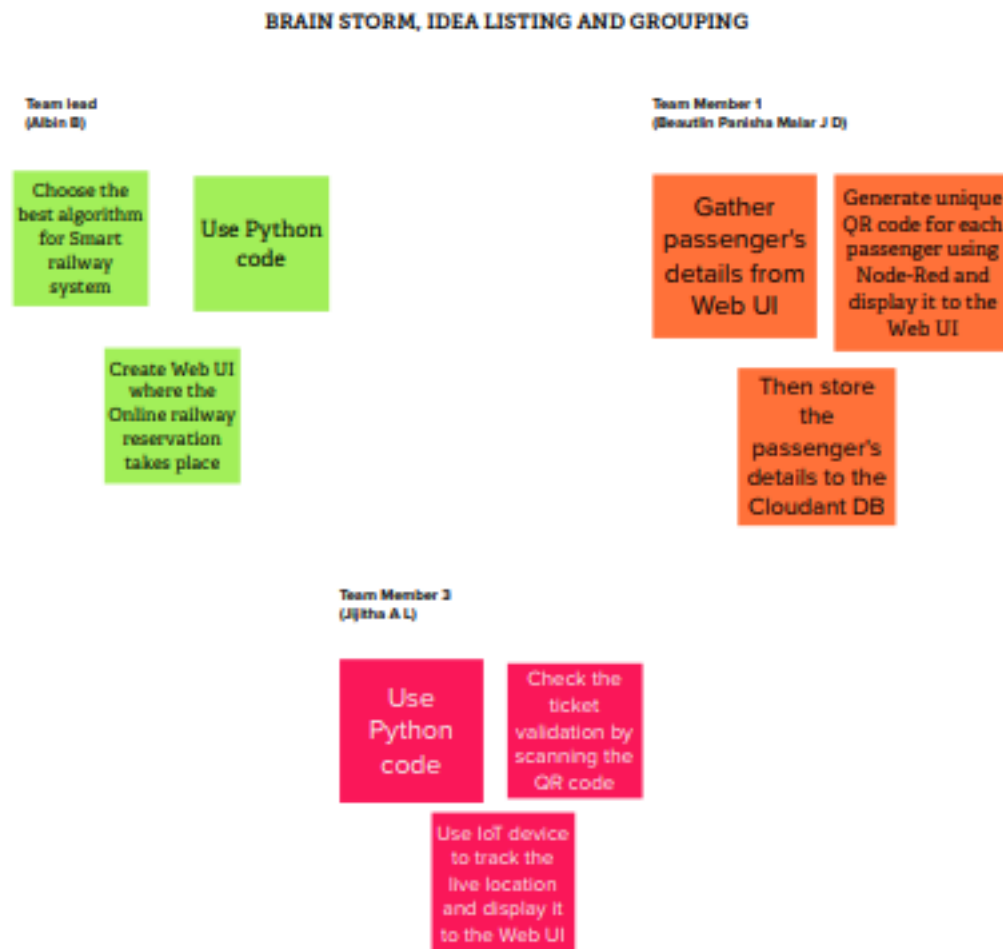 BRAIN STORM, IDEA LISTING AND GROUPING
Team lead
(Albin B)
Choose the
best algorithm
for Smart
railway
system
Use Python
code
Create Web UI
where the
Online railway
reservation
takes place
Team Member 1
(Beautlin Panisha Malar J D)
Gather
passenger's
details from
Web UI
Generate unique
QR code for each
passenger using
Node-Red and
display it to the
Web UI
Then store
the
passenger's
details to the
Cloudant DB
Team Member 3
(Jijitha A L)
Use
Python
code
Check the
ticket
validation by
scanning the
QR code
Use IoT device
to track the
live location
and display it
to the Web UI